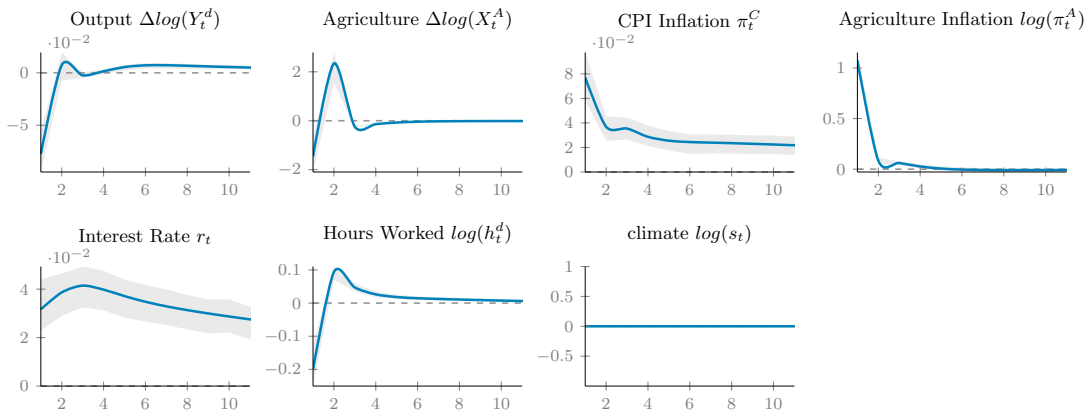 Output Δlog(Y_t^d)
·10^−2
0
−5
2 4 6 8 10
Agriculture Δlog(X_t^A)
2
0
−2
2 4 6 8 10
CPI Inflation π_t^C
·10^−2
8
6
4
2
0
2 4 6 8 10
Agriculture Inflation log(π_t^A)
1
0.5
0
2 4 6 8 10
Interest Rate r_t
·10^−2
4
2
0
2 4 6 8 10
Hours Worked log(h_t^d)
0.1
0
−0.1
−0.2
2 4 6 8 10
climate log(s_t)
1
0.5
0
−0.5
2 4 6 8 10